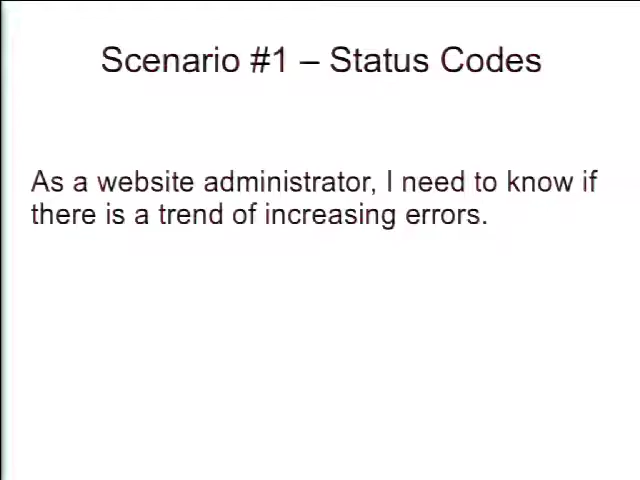 Scenario #1 – Status Codes
As a website administrator, I need to know if
there is a trend of increasing errors.